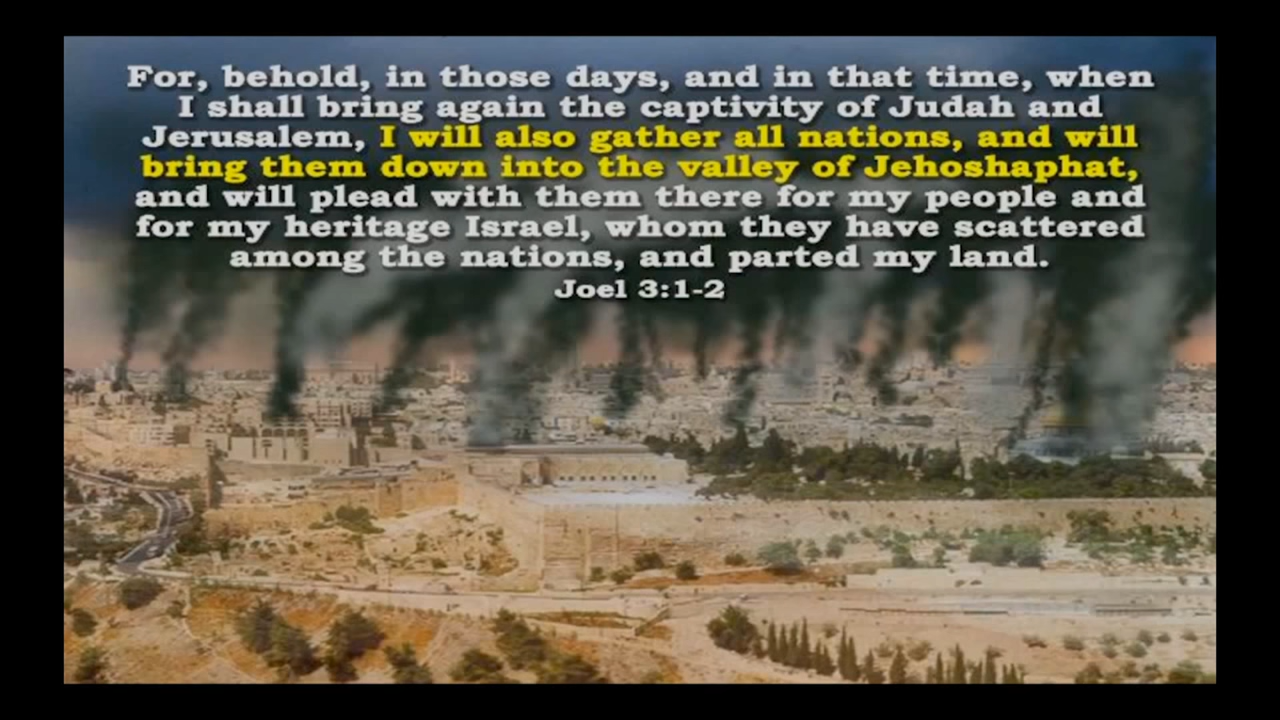 For, behold, in those days, and in that time, when
I shall bring again the captivity of Judah and
Jerusalem, I will also gather all nations, and will
bring them down into the valley of Jehoshaphat,
and will plead with them there for my people and
for my heritage Israel, whom they have scattered
among the nations, and parted my land.
Joel 3:1-2